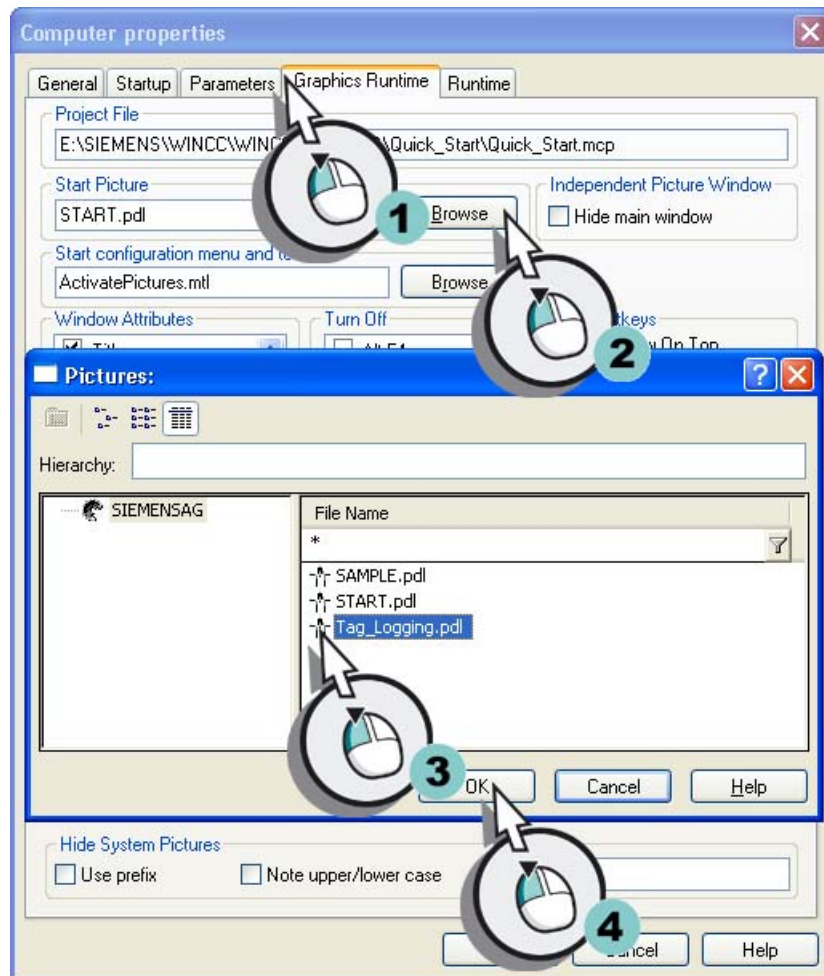 Computer properties
General Startup Parameters Graphics Runtime Runtime
Project File
E:\SIEMENS\WINCC\WINC \Quick_Start\Quick_Start.mcp
Start Picture
START.pdl
1
Browse
Independent Picture Window
Hide main window
Start configuration menu and
ActivatePictures.mtl
Browse
2
Window Attributes
Turn Off
Pictures:
Hierarchy:
SIEMENSAG
File Name
*
SAMPLE.pdl
START.pdl
Tag_Logging.pdl
3
OK Cancel Help
Hide System Pictures
Use prefix
Note upper/lower case
4
Cancel Help